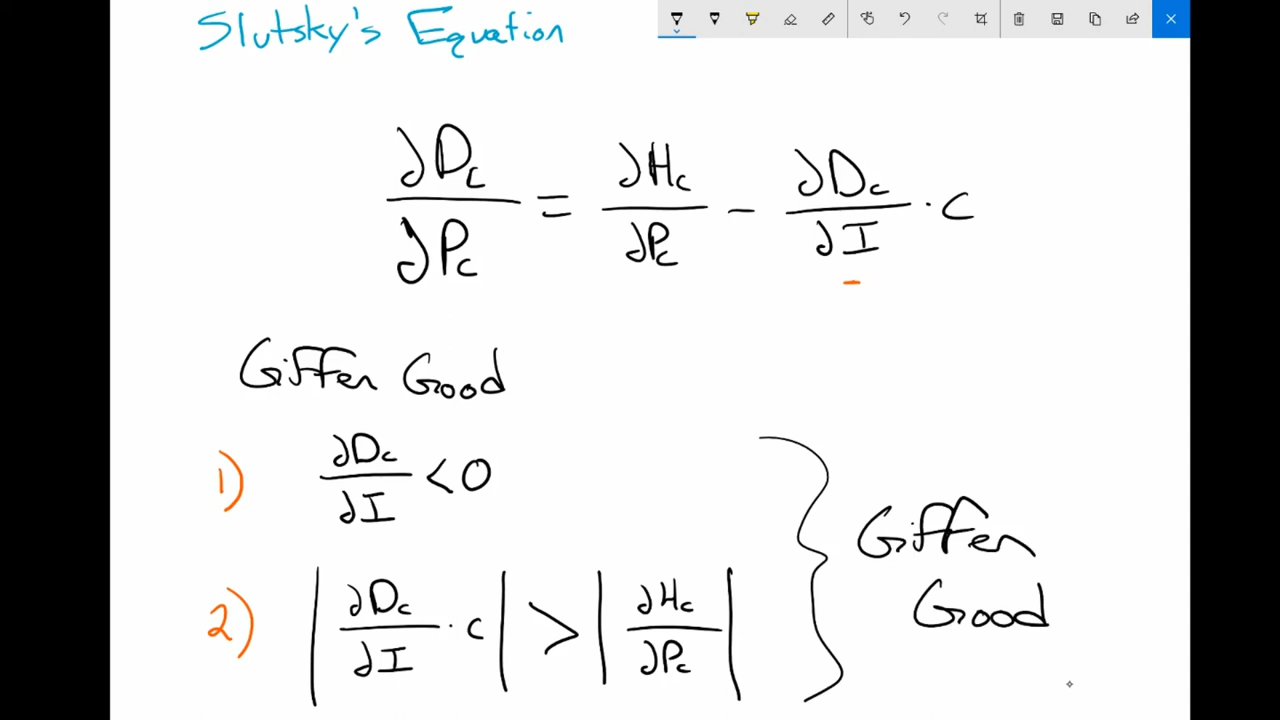 Slutsky's Equation
∂Dc/∂Pc = ∂Hc/∂Pc - ∂Dc/∂I · c
Giffen Good
1) ∂Dc/∂I < 0
2) |∂Dc/∂I · c| > |∂Hc/∂Pc|
Giffen
Good